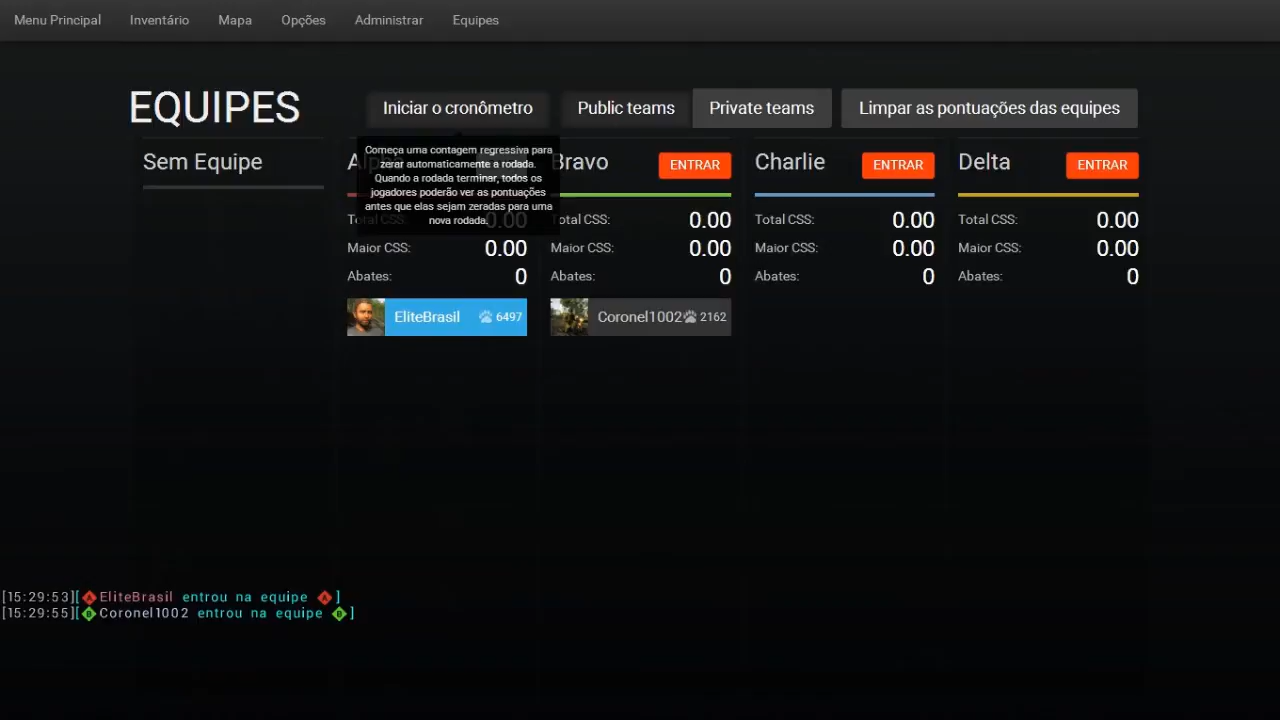 Menu Principal Inventário Mapa Opções Administrar Equipes
EQUIPES Iniciar o cronômetro Public teams Private teams Limpar as pontuações das equipes
Começa uma contagem regressiva para
zerar automaticamente a rodada.
Quando a rodada terminar, todos os
jogadores poderão ver as pontuações
antes que elas sejam zeradas para uma
nova rodada.
Sem Equipe
Alpha
Total CSS: 0.00
Maior CSS: 0.00
Abates: 0
EliteBrasil 6497
Bravo ENTRAR
Total CSS: 0.00
Maior CSS: 0.00
Abates: 0
Coronel1002 2162
Charlie ENTRAR
Total CSS: 0.00
Maior CSS: 0.00
Abates: 0
Delta ENTRAR
Total CSS: 0.00
Maior CSS: 0.00
Abates: 0
[15:29:53][A EliteBrasil entrou na equipe A ]
[15:29:55][B Coronel1002 entrou na equipe B ]